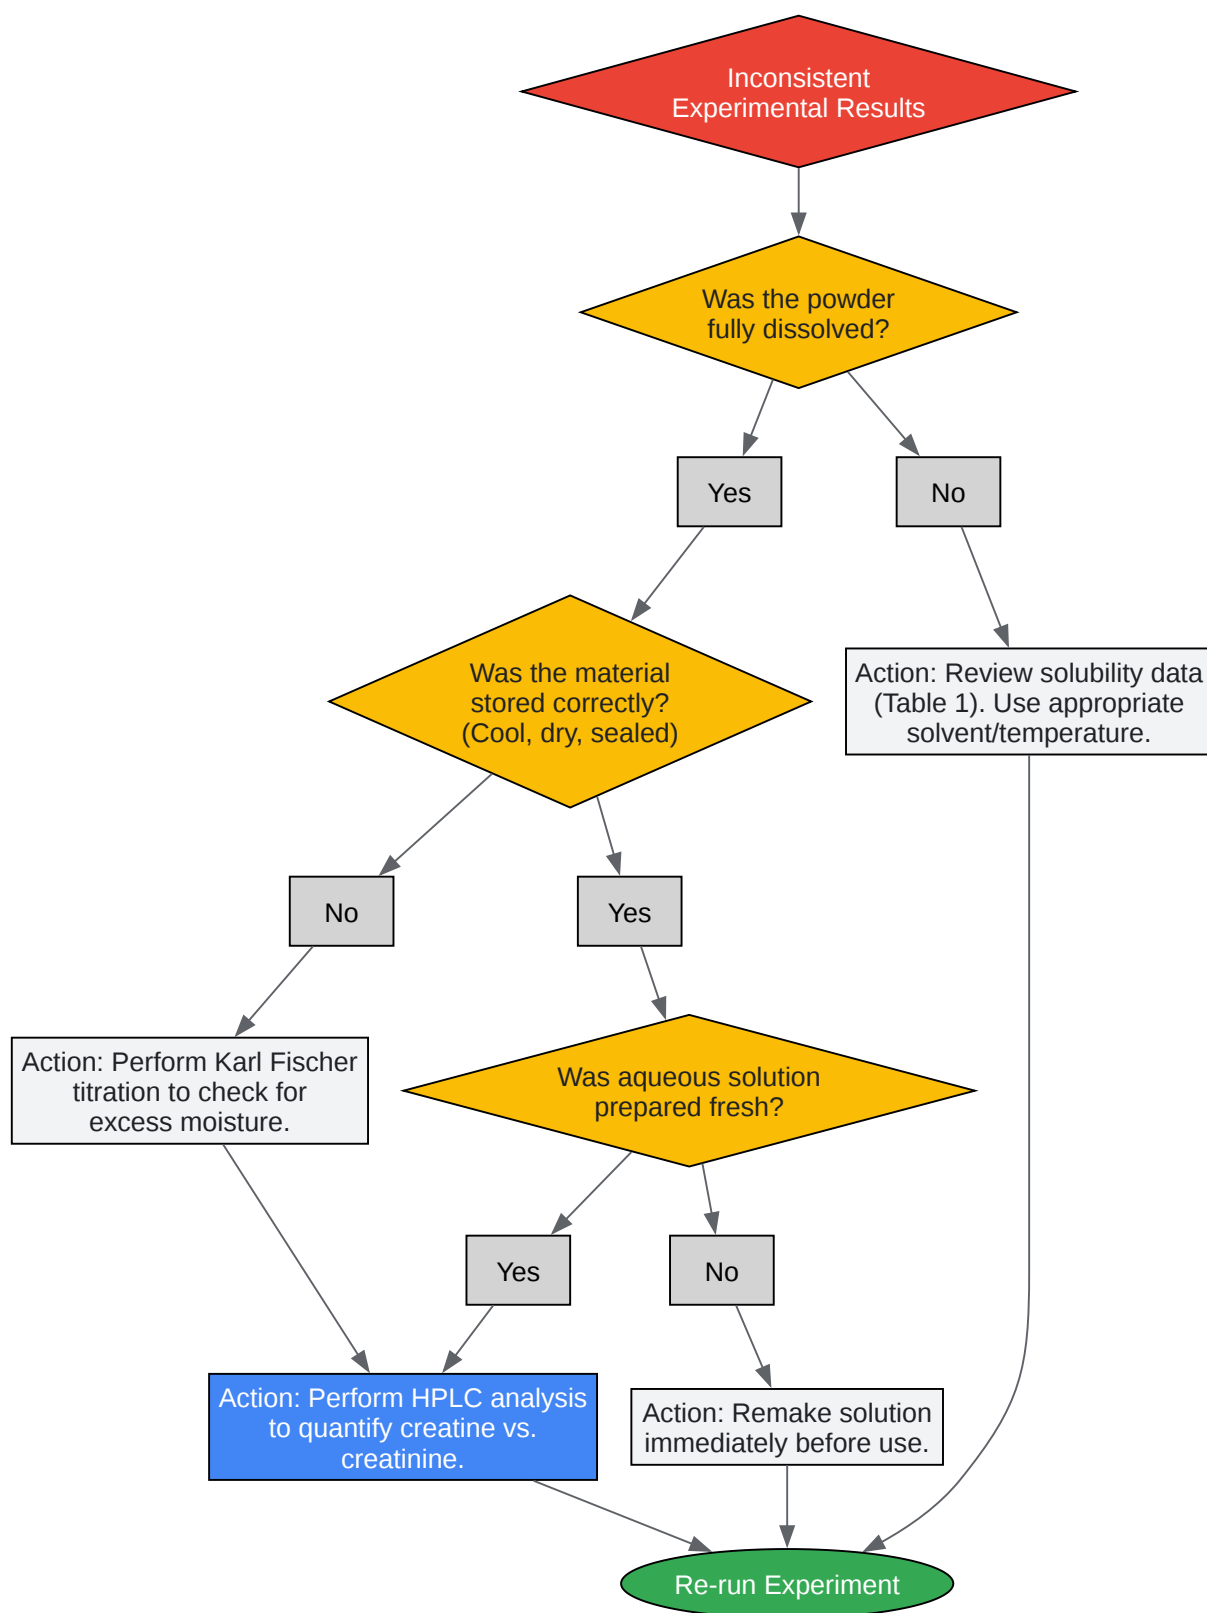 Inconsistent
Experimental Results
Was the powder
fully dissolved?
Yes
No
Was the material
stored correctly?
(Cool, dry, sealed)
Action: Review solubility data
(Table 1). Use appropriate
solvent/temperature.
No
Yes
Action: Perform Karl Fischer
titration to check for
excess moisture.
Was aqueous solution
prepared fresh?
Yes
No
Action: Perform HPLC analysis
to quantify creatine vs.
creatinine.
Action: Remake solution
immediately before use.
Re-run Experiment